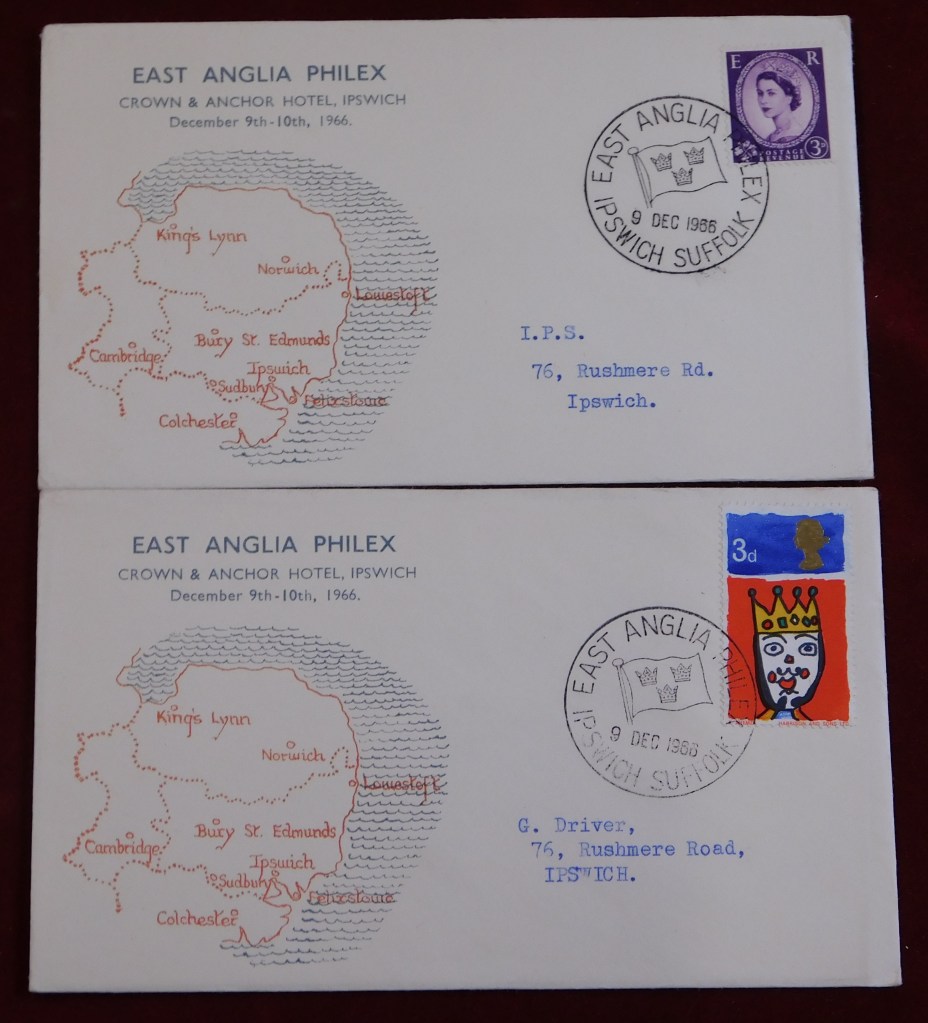 EAST ANGLIA PHILEX
CROWN & ANCHOR HOTEL, IPSWICH
December 9th-10th, 1966.
King's Lynn
Norwich
Lowestoft
Bury St. Edmunds
Cambridge
Ipswich
Sudbury
Felixstowe
Colchester
EAST ANGLIA PHILEX
9 DEC 1966
IPSWICH SUFFOLK
E R
POSTAGE
REVENUE
3D
I.P.S.
76, Rushmere Rd.
Ipswich.
EAST ANGLIA PHILEX
CROWN & ANCHOR HOTEL, IPSWICH
December 9th-10th, 1966.
King's Lynn
Norwich
Lowestoft
Bury St. Edmunds
Cambridge
Ipswich
Sudbury
Felixstowe
Colchester
EAST ANGLIA PHILEX
9 DEC 1966
IPSWICH SUFFOLK
3d
G. Driver,
76, Rushmere Road,
IPSWICH.